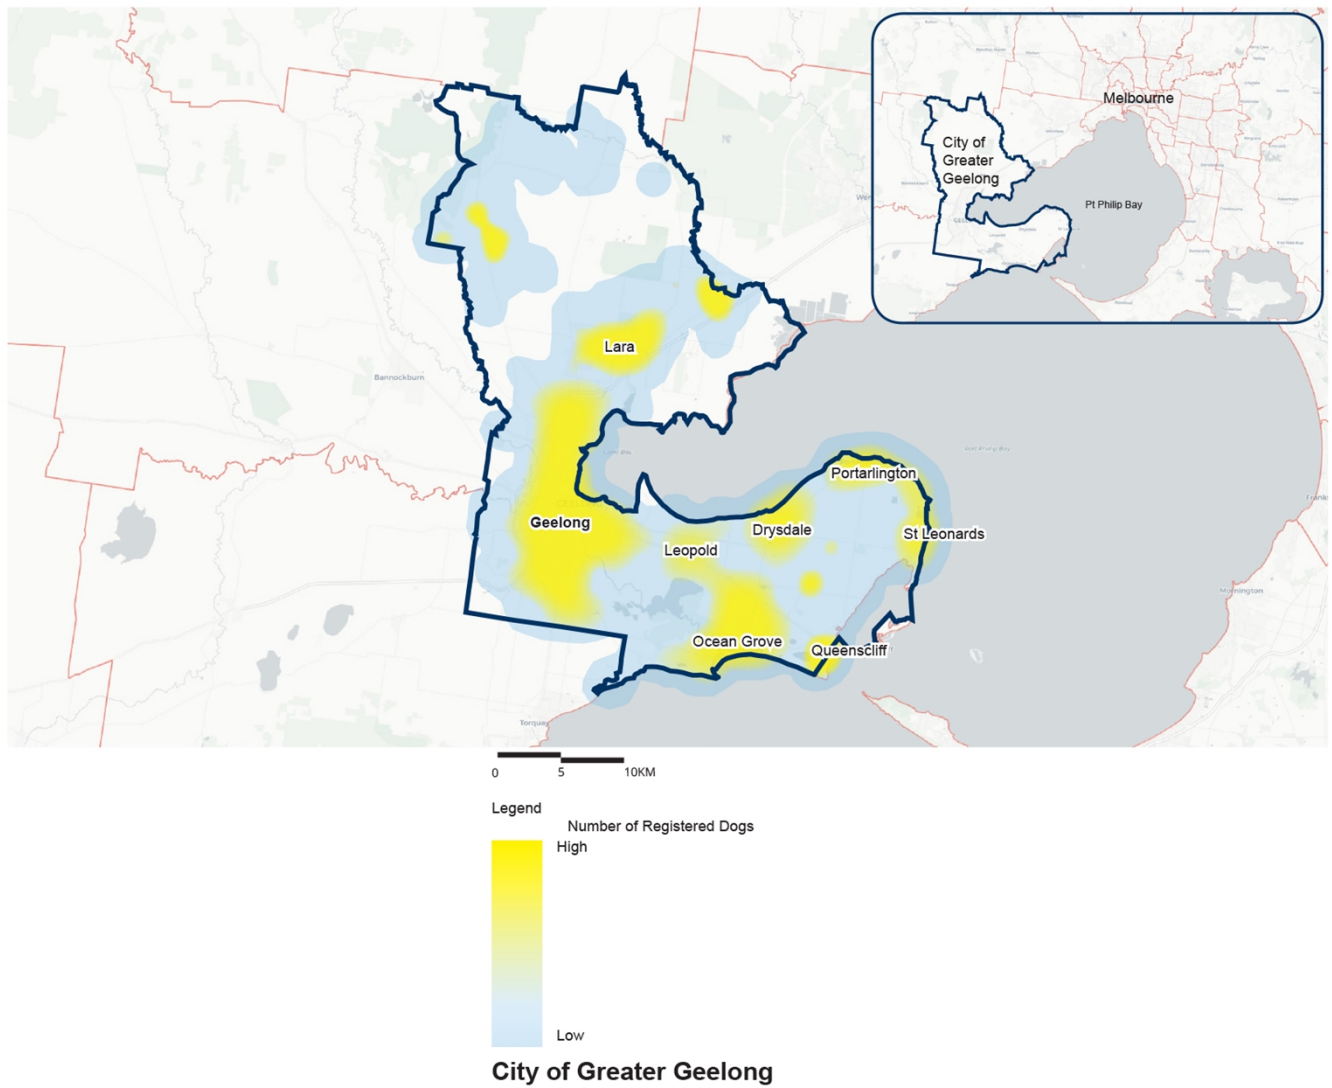 Melbourne
City of
Greater
Geelong
Pt Philip Bay
Bannockburn
Lara
Portarlington
Geelong
Drysdale
St Leonards
Leopold
Mornington
Ocean Grove
Queenscliff
Torquay
0
5
10KM
Legend
Number of Registered Dogs
High
Low
City of Greater Geelong